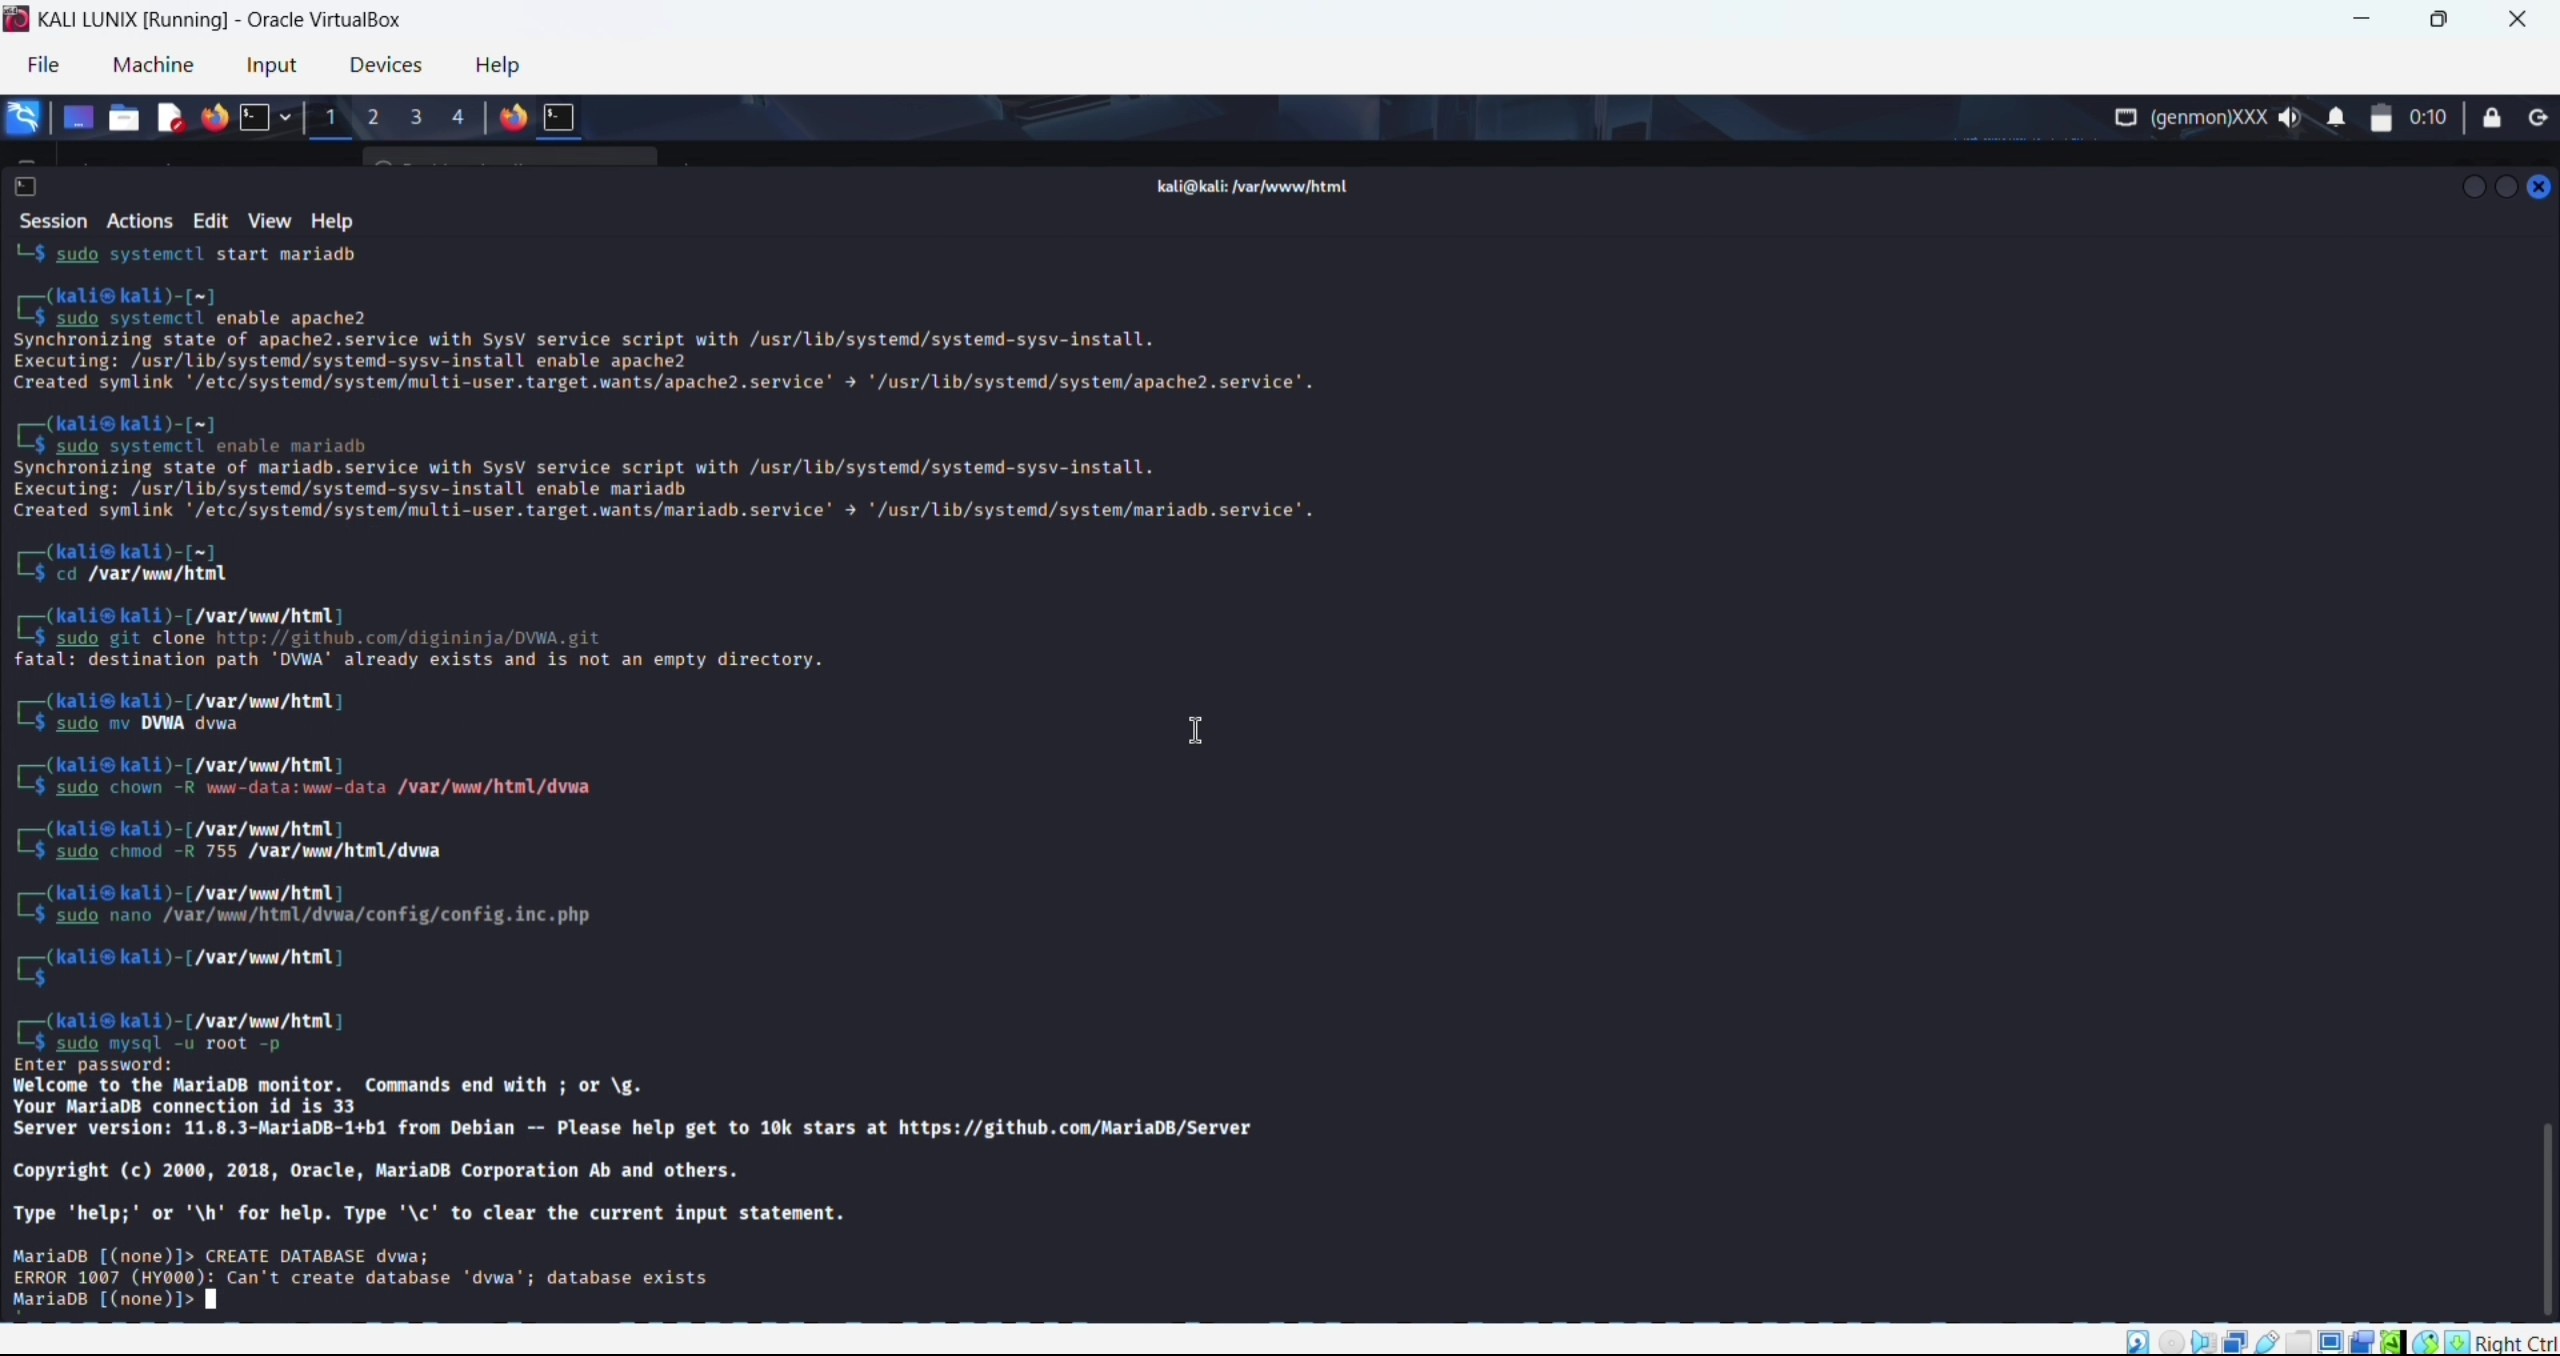 KALI LUNIX [Running] - Oracle VirtualBox
File Machine Input Devices Help
1 2 3 4 (genmon)XXX 0:10
kali@kali: /var/www/html
Session Actions Edit View Help
└─$ sudo systemctl start mariadb
┌──(kali㉿kali)-[~]
└─$ sudo systemctl enable apache2
Synchronizing state of apache2.service with SysV service script with /usr/lib/systemd/systemd-sysv-install.
Executing: /usr/lib/systemd/systemd-sysv-install enable apache2
Created symlink '/etc/systemd/system/multi-user.target.wants/apache2.service' → '/usr/lib/systemd/system/apache2.service'.
┌──(kali㉿kali)-[~]
└─$ sudo systemctl enable mariadb
Synchronizing state of mariadb.service with SysV service script with /usr/lib/systemd/systemd-sysv-install.
Executing: /usr/lib/systemd/systemd-sysv-install enable mariadb
Created symlink '/etc/systemd/system/multi-user.target.wants/mariadb.service' → '/usr/lib/systemd/system/mariadb.service'.
┌──(kali㉿kali)-[~]
└─$ cd /var/www/html
┌──(kali㉿kali)-[/var/www/html]
└─$ sudo git clone http://github.com/digininja/DVWA.git
fatal: destination path 'DVWA' already exists and is not an empty directory.
┌──(kali㉿kali)-[/var/www/html]
└─$ sudo mv DVWA dvwa
┌──(kali㉿kali)-[/var/www/html]
└─$ sudo chown -R www-data:www-data /var/www/html/dvwa
┌──(kali㉿kali)-[/var/www/html]
└─$ sudo chmod -R 755 /var/www/html/dvwa
┌──(kali㉿kali)-[/var/www/html]
└─$ sudo nano /var/www/html/dvwa/config/config.inc.php
┌──(kali㉿kali)-[/var/www/html]
└─$
┌──(kali㉿kali)-[/var/www/html]
└─$ sudo mysql -u root -p
Enter password:
Welcome to the MariaDB monitor.  Commands end with ; or \g.
Your MariaDB connection id is 33
Server version: 11.8.3-MariaDB-1+b1 from Debian -- Please help get to 10k stars at https://github.com/MariaDB/Server
Copyright (c) 2000, 2018, Oracle, MariaDB Corporation Ab and others.
Type 'help;' or '\h' for help. Type '\c' to clear the current input statement.
MariaDB [(none)]> CREATE DATABASE dvwa;
ERROR 1007 (HY000): Can't create database 'dvwa'; database exists
MariaDB [(none)]>
Right Ctrl